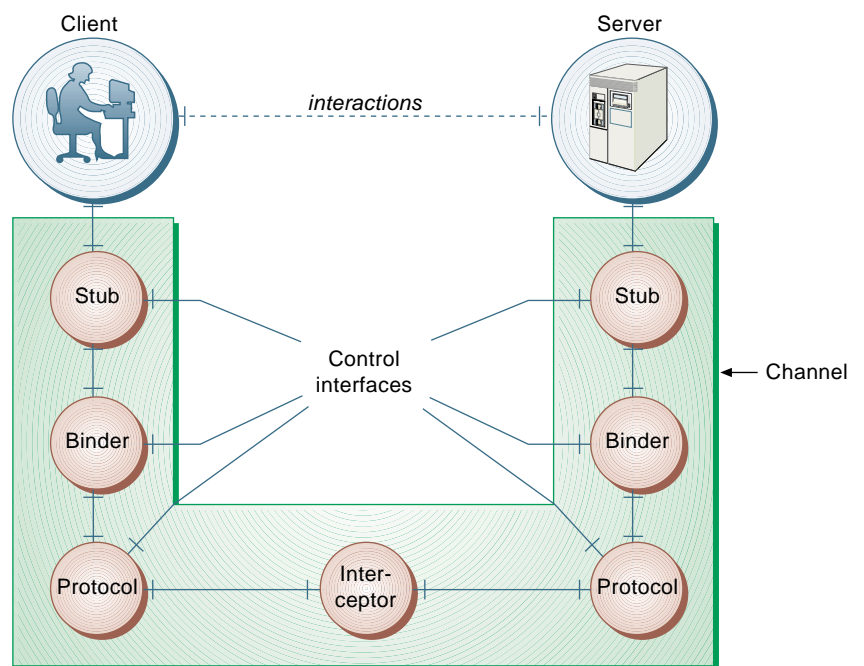 Client
Server
interactions
Stub
Stub
Control
interfaces
Channel
Binder
Binder
Protocol
Inter-
ceptor
Protocol